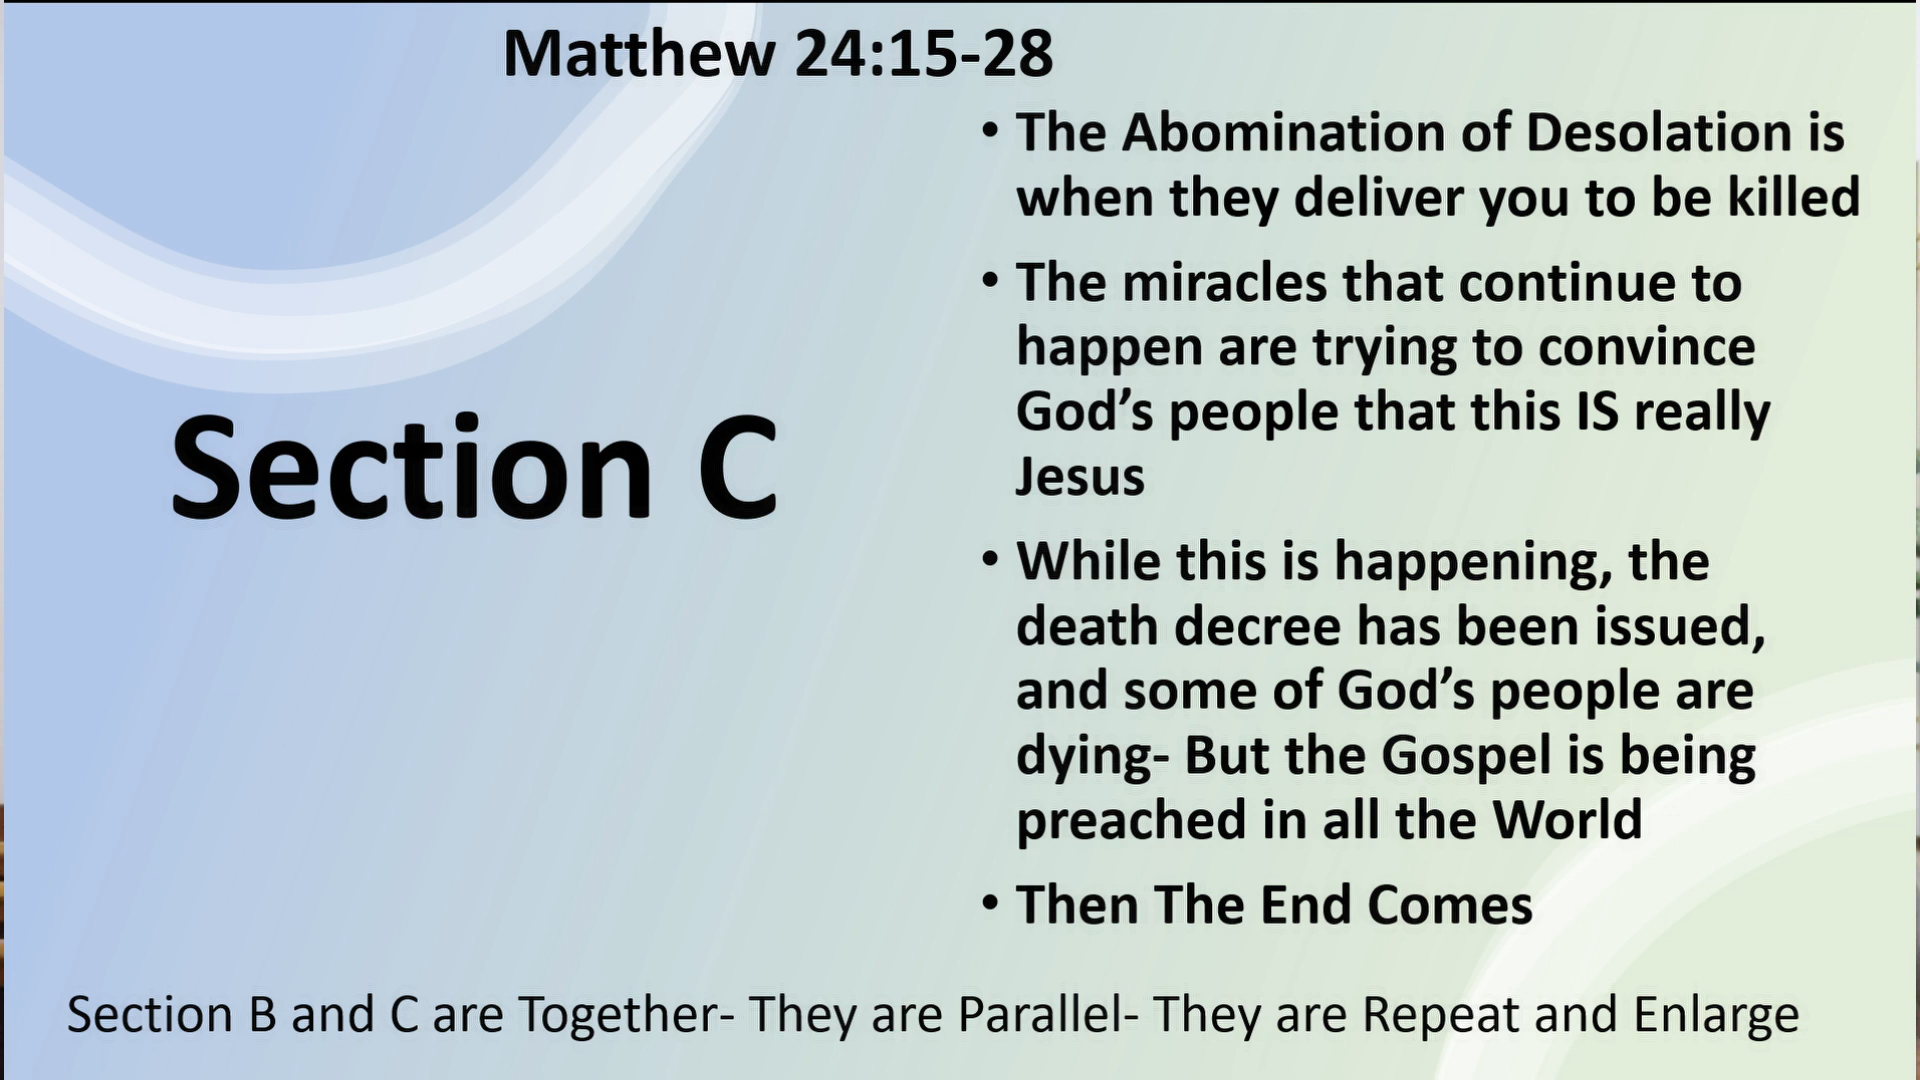 Matthew 24:15-28
Section C
• The Abomination of Desolation is
when they deliver you to be killed
• The miracles that continue to
happen are trying to convince
God’s people that this IS really
Jesus
• While this is happening, the
death decree has been issued,
and some of God’s people are
dying- But the Gospel is being
preached in all the World
• Then The End Comes
Section B and C are Together- They are Parallel- They are Repeat and Enlarge